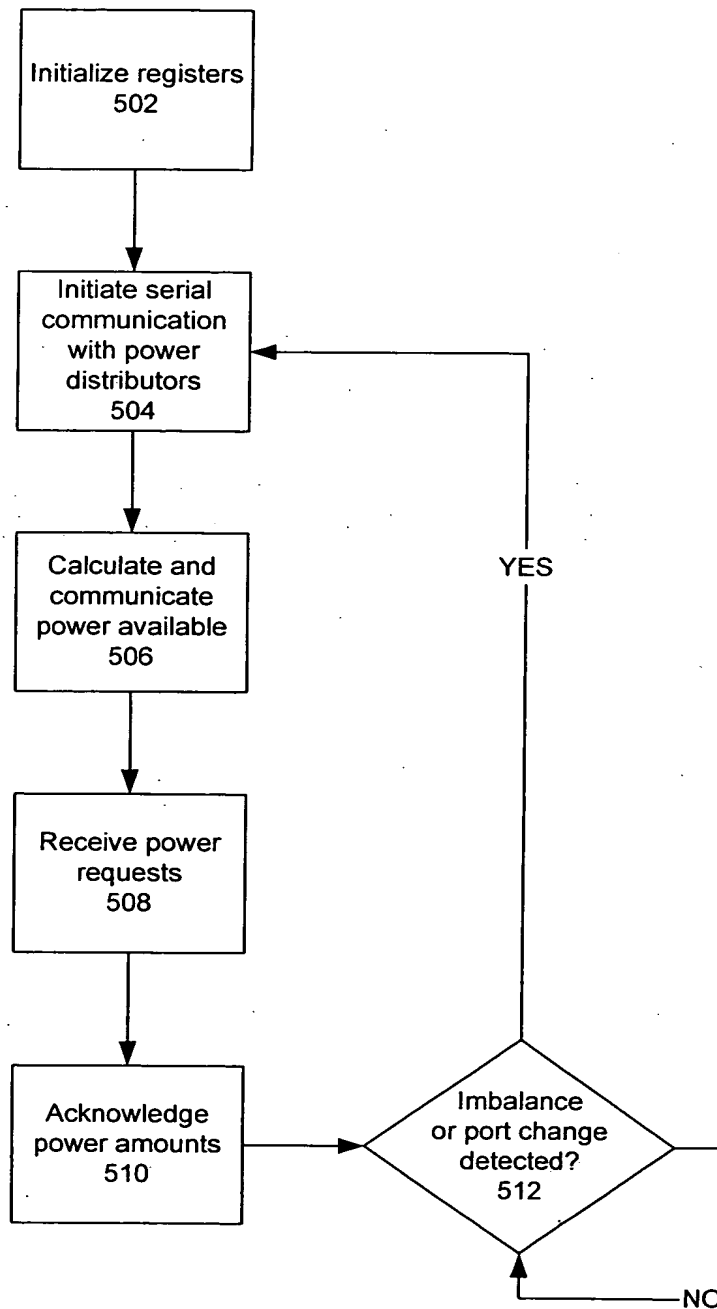 Initialize registers
502
Initiate serial
communication
with power
distributors
504
Calculate and
communicate
power available
506
YES
Receive power
requests
508
Acknowledge
power amounts
510
Imbalance
or port change
detected?
512
NO